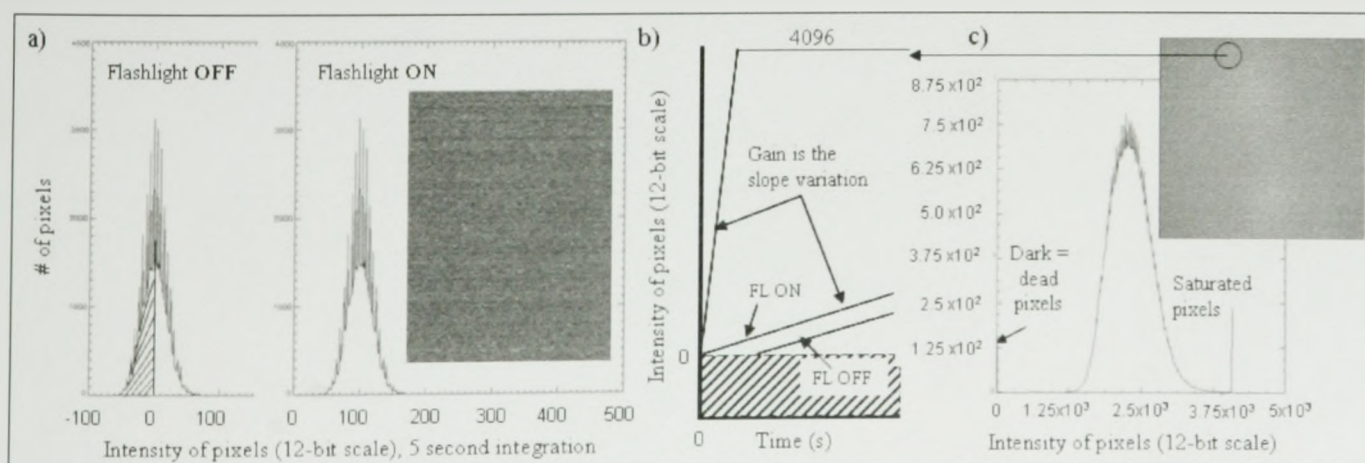 a)
Flashlight OFF
Flashlight ON
# of pixels
-100 0 100
0 100 200 300 400 500
Intensity of pixels (12-bit scale), 5 second integration
b)
4096
Intensity of pixels (12-bit scale)
Gain is the
slope variation
FL ON
FL OFF
0
0
Time (s)
c)
8.75 x10²
7.5 x10²
6.25 x10²
5.0 x10²
3.75 x10²
2.5 x10²
1.25 x10²
Dark =
dead
pixels
Saturated
pixels
0 1.25x10³ 2.5x10³ 3.75x10³ 5x10³
Intensity of pixels (12-bit scale)